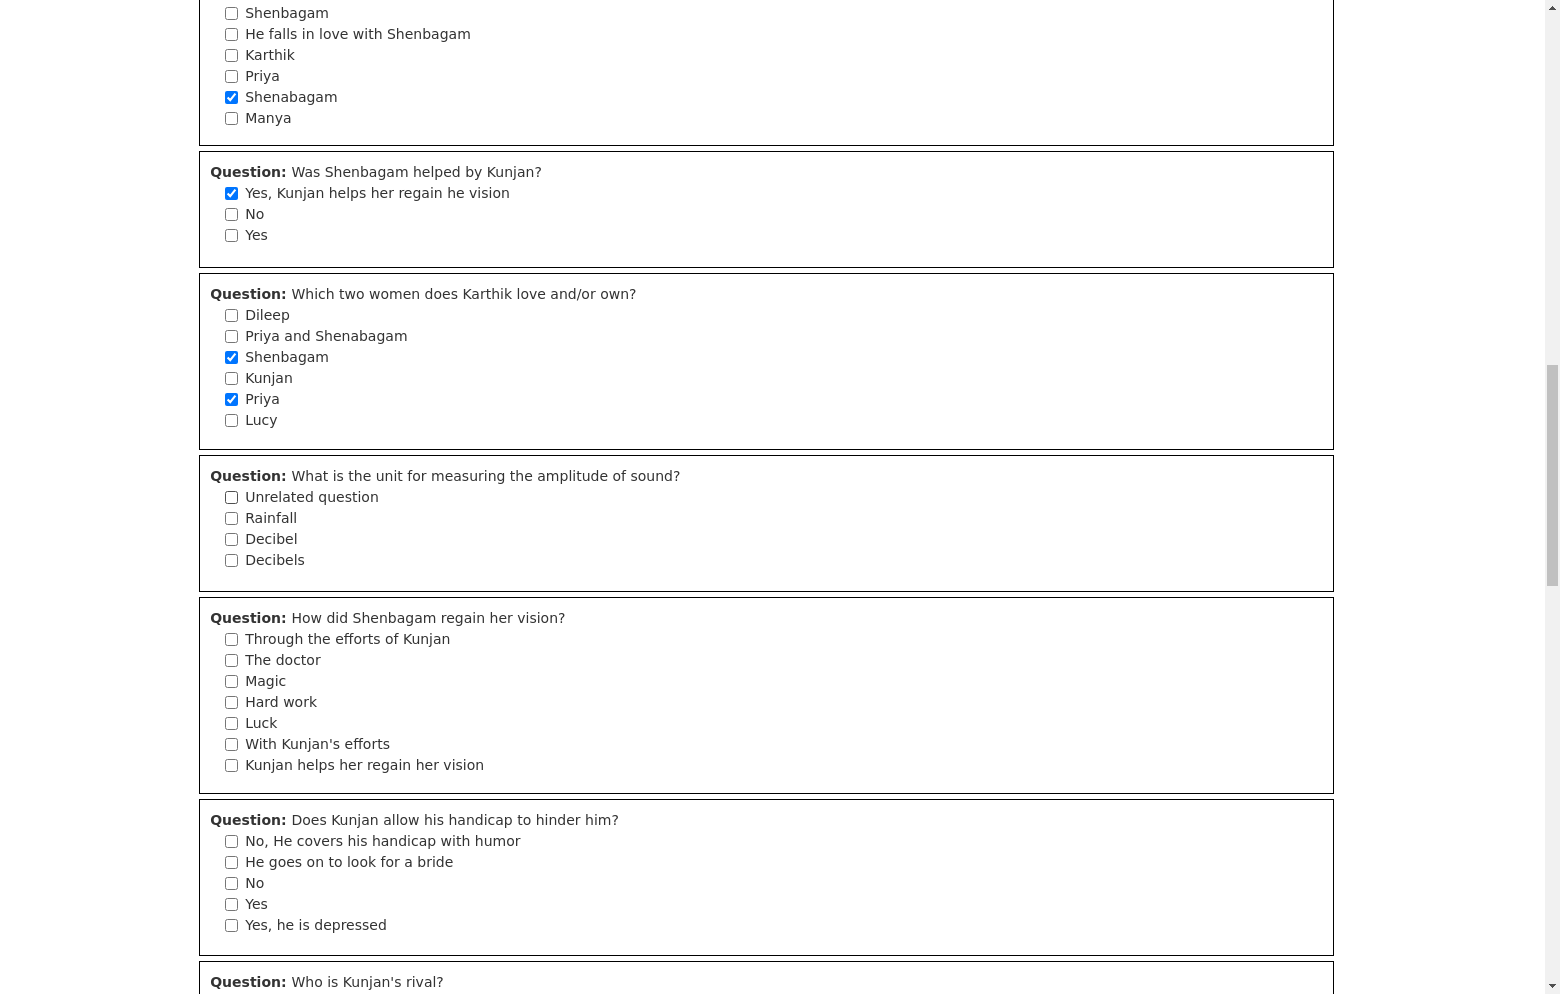 Shenbagam
He falls in love with Shenbagam
Karthik
Priya
Shenabagam
Manya
Question: Was Shenbagam helped by Kunjan?
Yes, Kunjan helps her regain he vision
No
Yes
Question: Which two women does Karthik love and/or own?
Dileep
Priya and Shenabagam
Shenbagam
Kunjan
Priya
Lucy
Question: What is the unit for measuring the amplitude of sound?
Unrelated question
Rainfall
Decibel
Decibels
Question: How did Shenbagam regain her vision?
Through the efforts of Kunjan
The doctor
Magic
Hard work
Luck
With Kunjan's efforts
Kunjan helps her regain her vision
Question: Does Kunjan allow his handicap to hinder him?
No, He covers his handicap with humor
He goes on to look for a bride
No
Yes
Yes, he is depressed
Question: Who is Kunjan's rival?